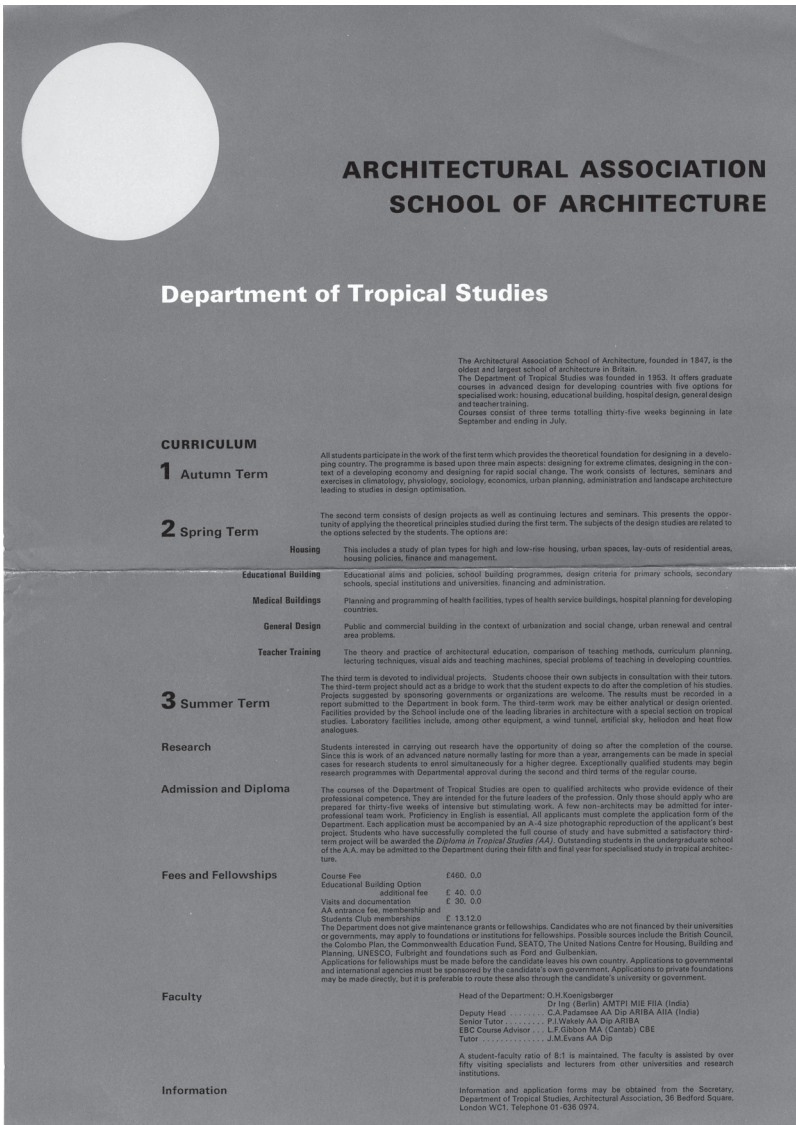 ARCHITECTURAL ASSOCIATION
SCHOOL OF ARCHITECTURE
Department of Tropical Studies
The Architectural Association School of Architecture, founded in 1847, is the
oldest and largest school of architecture in Britain.
The Department of Tropical Studies was founded in 1953. It offers graduate
courses in advanced design for developing countries with five options for
specialised work: housing, educational building, hospital design, general design
and teacher training.
Courses consist of three terms totalling thirty-five weeks beginning in late
September and ending in July.
CURRICULUM
1 Autumn Term
All students participate in the work of the first term which provides the theoretical foundation for designing in a develo-
ping country. The programme is based upon three main aspects: designing for extreme climates, designing in the con-
text of a developing economy and designing for rapid social change. The work consists of lectures, seminars and
exercises in climatology, physiology, sociology, economics, urban planning, administration and landscape architecture
leading to studies in design optimisation.
2 Spring Term
The second term consists of design projects as well as continuing lectures and seminars. This presents the oppor-
tunity of applying the theoretical principles studied during the first term. The subjects of the design studies are related to
the options selected by the students. The options are:
Housing
This includes a study of plan types for high and low-rise housing, urban spaces, lay-outs of residential areas,
housing policies, finance and management.
Educational Building
Educational aims and policies, school building programmes, design criteria for primary schools, secondary
schools, special institutions and universities, financing and administration.
Medical Buildings
Planning and programming of health facilities, types of health service buildings, hospital planning for developing
countries.
General Design
Public and commercial building in the context of urbanization and social change, urban renewal and central
area problems.
Teacher Training
The theory and practice of architectural education, comparison of teaching methods, curriculum planning,
lecturing techniques, visual aids and teaching machines, special problems of teaching in developing countries.
3 Summer Term
The third term is devoted to individual projects. Students choose their own subjects in consultation with their tutors.
The third-term project should act as a bridge to work that the student expects to do after the completion of his studies.
Projects suggested by sponsoring governments or organizations are welcome. The results must be recorded in a
report submitted to the Department in book form. The third-term work may be either analytical or design oriented.
Facilities provided by the School include one of the leading libraries in architecture with a special section on tropical
studies. Laboratory facilities include, among other equipment, a wind tunnel, artificial sky, heliodon and heat flow
analogues.
Research
Students interested in carrying out research have the opportunity of doing so after the completion of the course.
Since this is work of an advanced nature normally lasting for more than a year, arrangements can be made in special
cases for research students to enrol simultaneously for a higher degree. Exceptionally qualified students may begin
research programmes with Departmental approval during the second and third terms of the regular course.
Admission and Diploma
The courses of the Department of Tropical Studies are open to qualified architects who provide evidence of their
professional competence. They are intended for the future leaders of the profession. Only those should apply who are
prepared for thirty-five weeks of intensive but stimulating work. A few non-architects may be admitted for inter-
professional team work. Proficiency in English is essential. All applicants must complete the application form of the
Department. Each application must be accompanied by an A-4 size photographic reproduction of the applicant's best
project. Students who have successfully completed the full course of study and have submitted a satisfactory third-
term project will be awarded the Diploma in Tropical Studies (AA). Outstanding students in the undergraduate school
of the A.A. may be admitted to the Department during their fifth and final year for specialised study in tropical architec-
ture.
Fees and Fellowships
Course Fee £460. 0.0
Educational Building Option
additional fee £ 40. 0.0
Visits and documentation £ 30. 0.0
AA entrance fee, membership and
Students Club memberships £ 13.12.0
The Department does not give maintenance grants or fellowships. Candidates who are not financed by their universities
or governments, may apply to foundations or institutions for fellowships. Possible sources include the British Council,
the Colombo Plan, the Commonwealth Education Fund, SEATO, The United Nations Centre for Housing, Building and
Planning, UNESCO, Fulbright and foundations such as Ford and Gulbenkian.
Applications for fellowships must be made before the candidate leaves his own country. Applications to governmental
and international agencies must be sponsored by the candidate's own government. Applications to private foundations
may be made directly, but it is preferable to route these also through the candidate's university or government.
Faculty
Head of the Department: O.H.Koenigsberger
Dr Ing (Berlin) AMTPI MIE FIIA (India)
Deputy Head ........ C.A.Padamsee AA Dip ARIBA AIIA (India)
Senior Tutor ......... P.I.Wakely AA Dip ARIBA
EBC Course Advisor ... L.F.Gibbon MA (Cantab) CBE
Tutor .............. J.M.Evans AA Dip
A student-faculty ratio of 8:1 is maintained. The faculty is assisted by over
fifty visiting specialists and lecturers from other universities and research
institutions.
Information
Information and application forms may be obtained from the Secretary,
Department of Tropical Studies, Architectural Association, 36 Bedford Square,
London WC1. Telephone 01-636 0974.